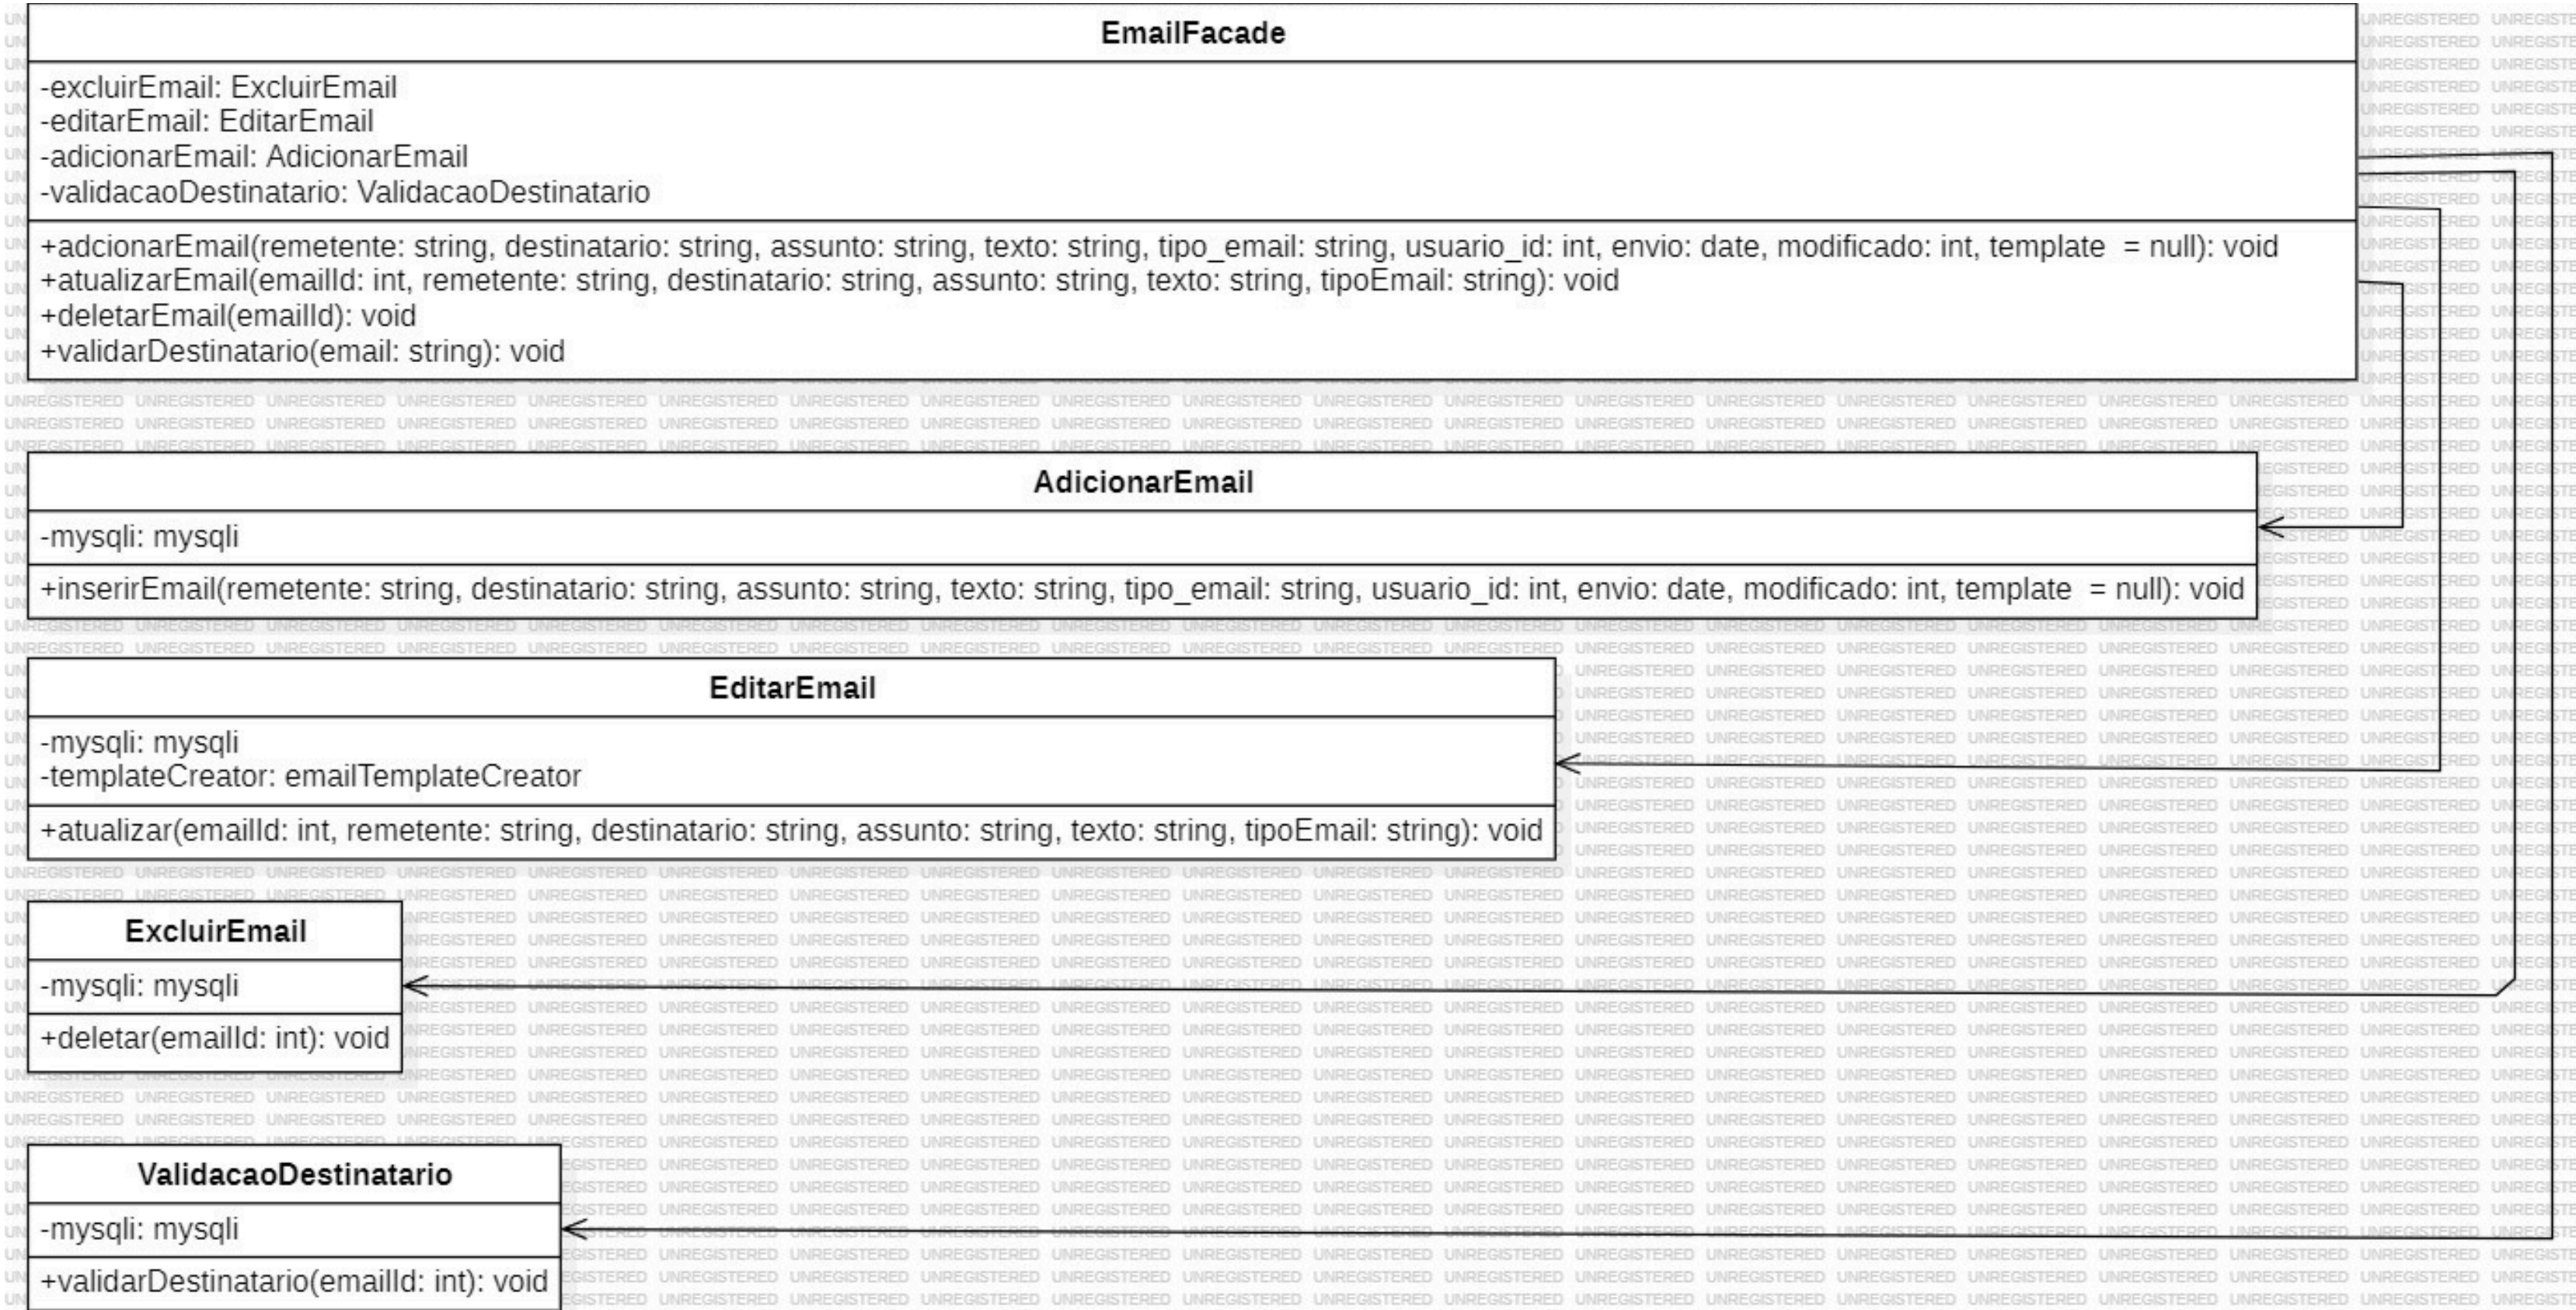 EmailFacade
-excluirEmail: ExcluirEmail
-editarEmail: EditarEmail
-adicionarEmail: AdicionarEmail
-validacaoDestinatario: ValidacaoDestinatario
+adcionarEmail(remetente: string, destinatario: string, assunto: string, texto: string, tipo_email: string, usuario_id: int, envio: date, modificado: int, template  = null): void
+atualizarEmail(emailId: int, remetente: string, destinatario: string, assunto: string, texto: string, tipoEmail: string): void
+deletarEmail(emailId): void
+validarDestinatario(email: string): void
AdicionarEmail
-mysqli: mysqli
+inserirEmail(remetente: string, destinatario: string, assunto: string, texto: string, tipo_email: string, usuario_id: int, envio: date, modificado: int, template  = null): void
EditarEmail
-mysqli: mysqli
-templateCreator: emailTemplateCreator
+atualizar(emailId: int, remetente: string, destinatario: string, assunto: string, texto: string, tipoEmail: string): void
ExcluirEmail
-mysqli: mysqli
+deletar(emailId: int): void
ValidacaoDestinatario
-mysqli: mysqli
+validarDestinatario(emailId: int): void
UNREGISTERED